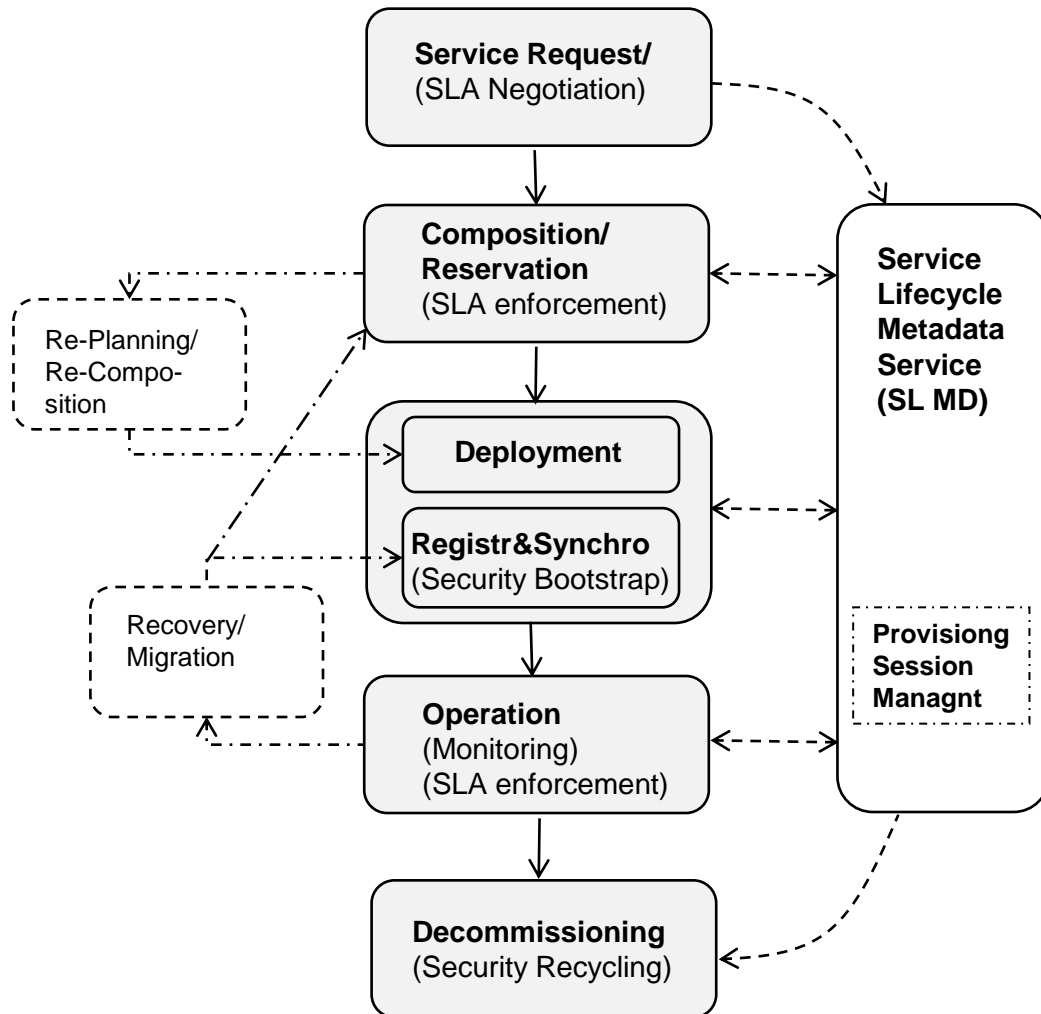 Service Request/
(SLA Negotiation)
Composition/
Reservation
(SLA enforcement)
Service
Lifecycle
Metadata
Service
(SL MD)
Re-Planning/
Re-Compo-
sition
Deployment
Registr&Synchro
(Security Bootstrap)
Recovery/
Migration
Provisiong
Session
Managnt
Operation
(Monitoring)
(SLA enforcement)
Decommissioning
(Security Recycling)